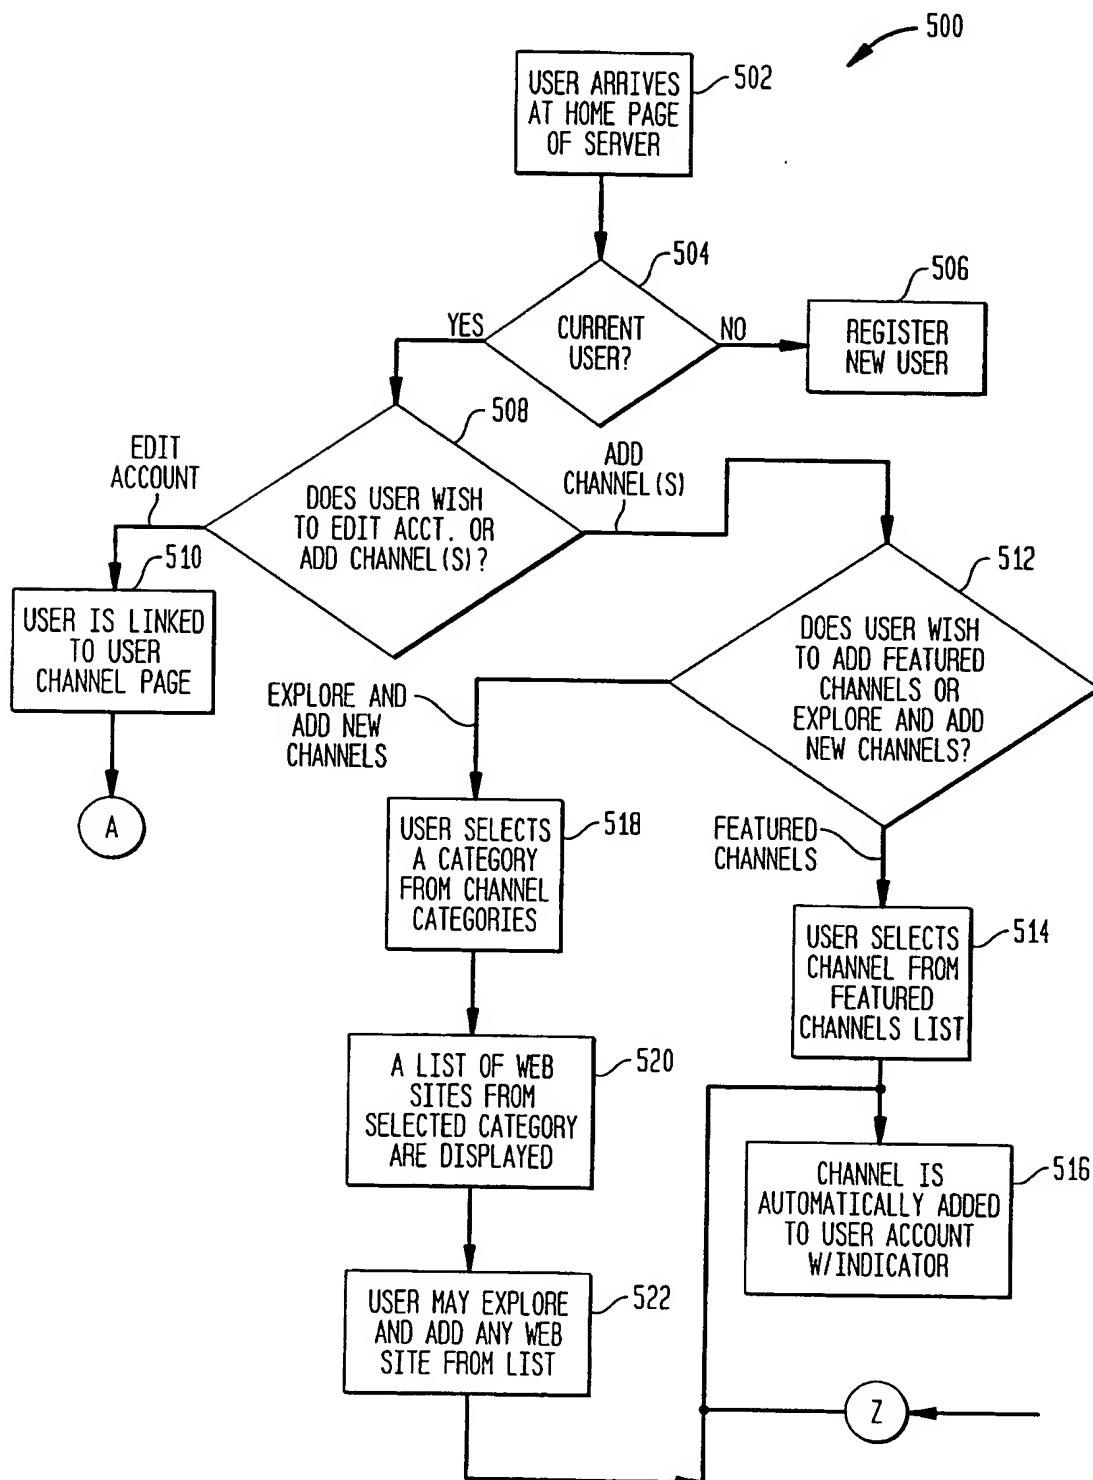 500
USER ARRIVES
AT HOME PAGE
OF SERVER
502
504
CURRENT
USER?
YES
NO
506
REGISTER
NEW USER
508
EDIT
ACCOUNT
ADD
CHANNEL(S)
DOES USER WISH
TO EDIT ACCT. OR
ADD CHANNEL(S)?
510
USER IS LINKED
TO USER
CHANNEL PAGE
A
512
DOES USER WISH
TO ADD FEATURED
CHANNELS OR
EXPLORE AND ADD
NEW CHANNELS?
EXPLORE AND
ADD NEW
CHANNELS
FEATURED
CHANNELS
518
USER SELECTS
A CATEGORY
FROM CHANNEL
CATEGORIES
514
USER SELECTS
CHANNEL FROM
FEATURED
CHANNELS LIST
520
A LIST OF WEB
SITES FROM
SELECTED CATEGORY
ARE DISPLAYED
516
CHANNEL IS
AUTOMATICALLY ADDED
TO USER ACCOUNT
W/INDICATOR
522
USER MAY EXPLORE
AND ADD ANY WEB
SITE FROM LIST
Z